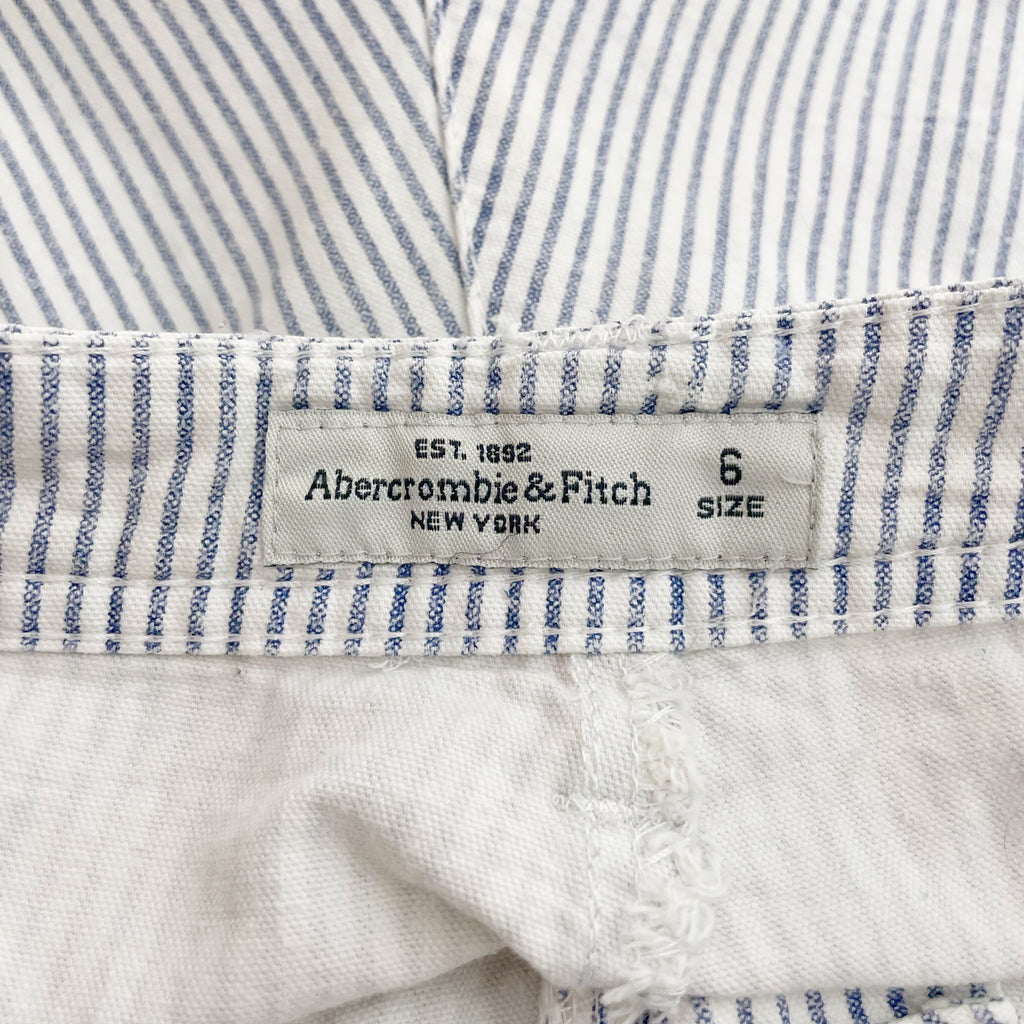 EST. 1892
Abercrombie & Fitch
NEW YORK
6
SIZE